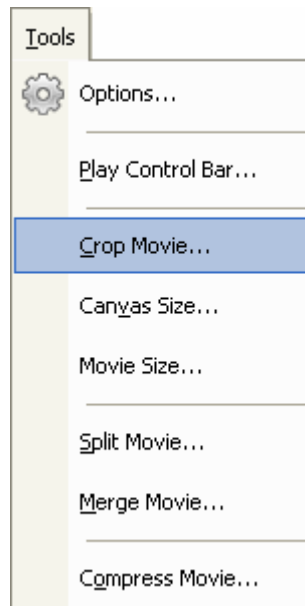 Tools
Options...
Play Control Bar...
Crop Movie...
Canvas Size...
Movie Size...
Split Movie...
Merge Movie...
Compress Movie...